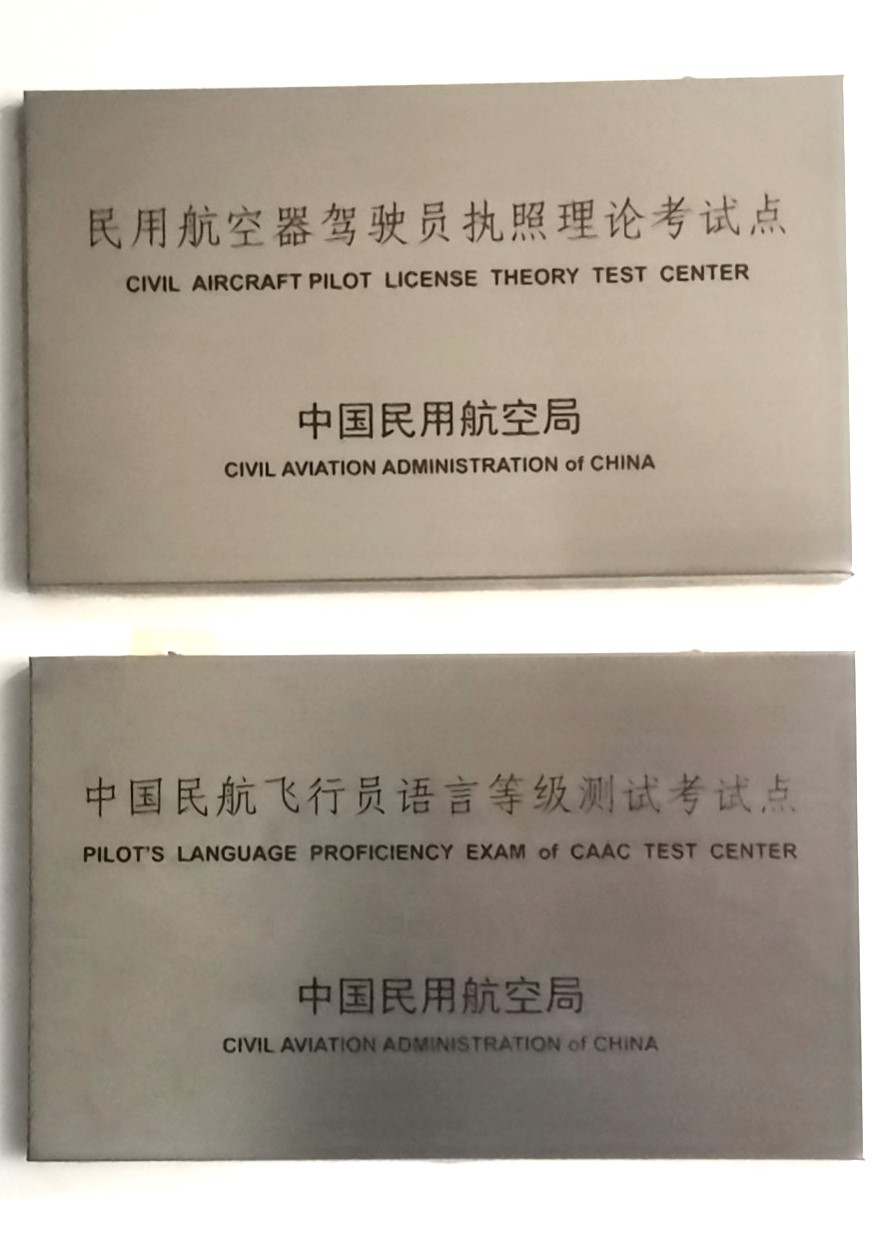 民用航空器驾驶员执照理论考试点
CIVIL AIRCRAFT PILOT LICENSE THEORY TEST CENTER
中国民用航空局
CIVIL AVIATION ADMINISTRATION of CHINA
中国民航飞行员语言等级测试考试点
PILOT'S LANGUAGE PROFICIENCY EXAM of CAAC TEST CENTER
中国民用航空局
CIVIL AVIATION ADMINISTRATION of CHINA